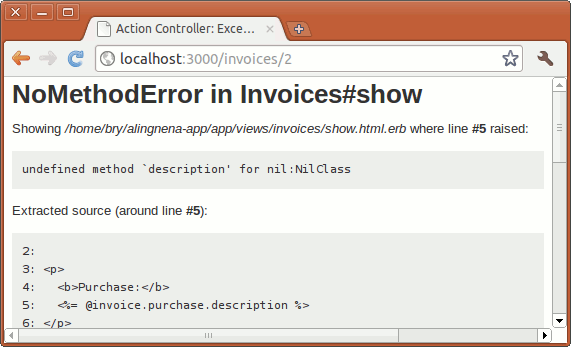 Action Controller: Exce...
localhost:3000/invoices/2
NoMethodError in Invoices#show
Showing /home/bry/alingnena-app/app/views/invoices/show.html.erb where line #5 raised:
undefined method `description' for nil:NilClass
Extracted source (around line #5):
2:
3: <p>
4:   <b>Purchase:</b>
5:   <%= @invoice.purchase.description %>
6: </p>